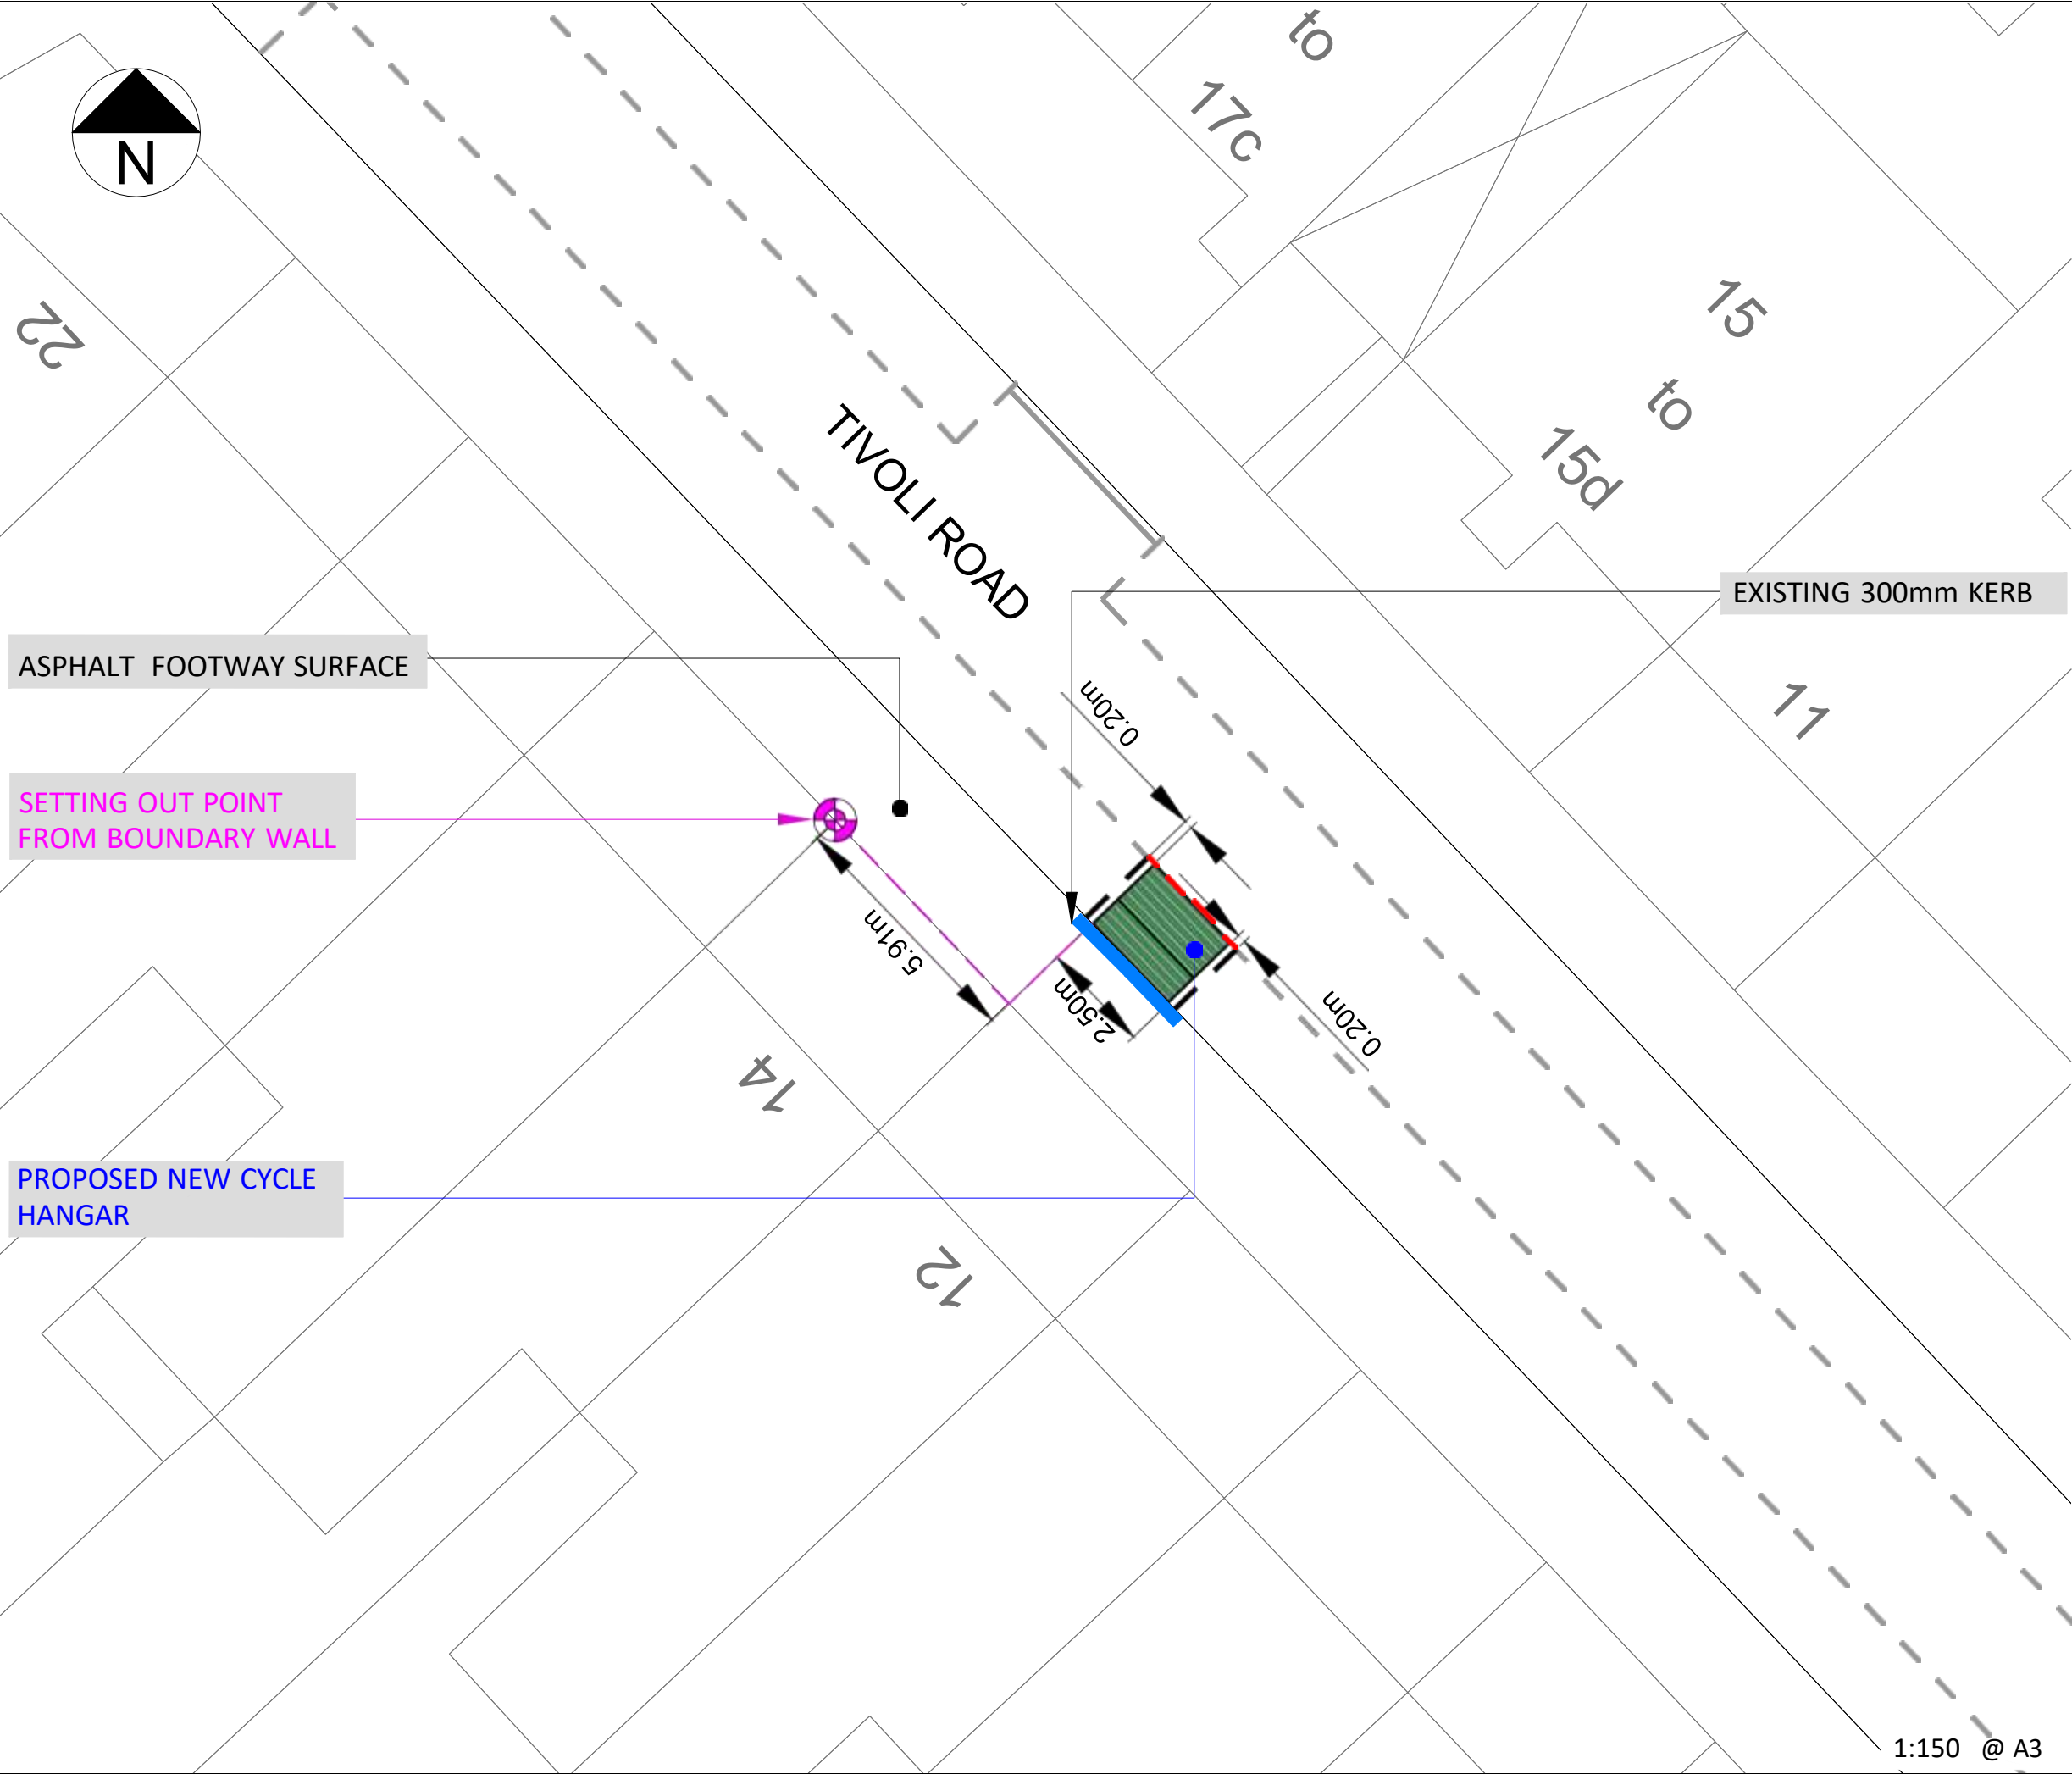 to
17c
N
22
15
to
15d
TIVOLI ROAD
EXISTING 300mm KERB
ASPHALT FOOTWAY SURFACE
0.20m
11
SETTING OUT POINT
FROM BOUNDARY WALL
5.91m
2.50m
0.20m
14
PROPOSED NEW CYCLE
HANGAR
12
1:150 @ A3